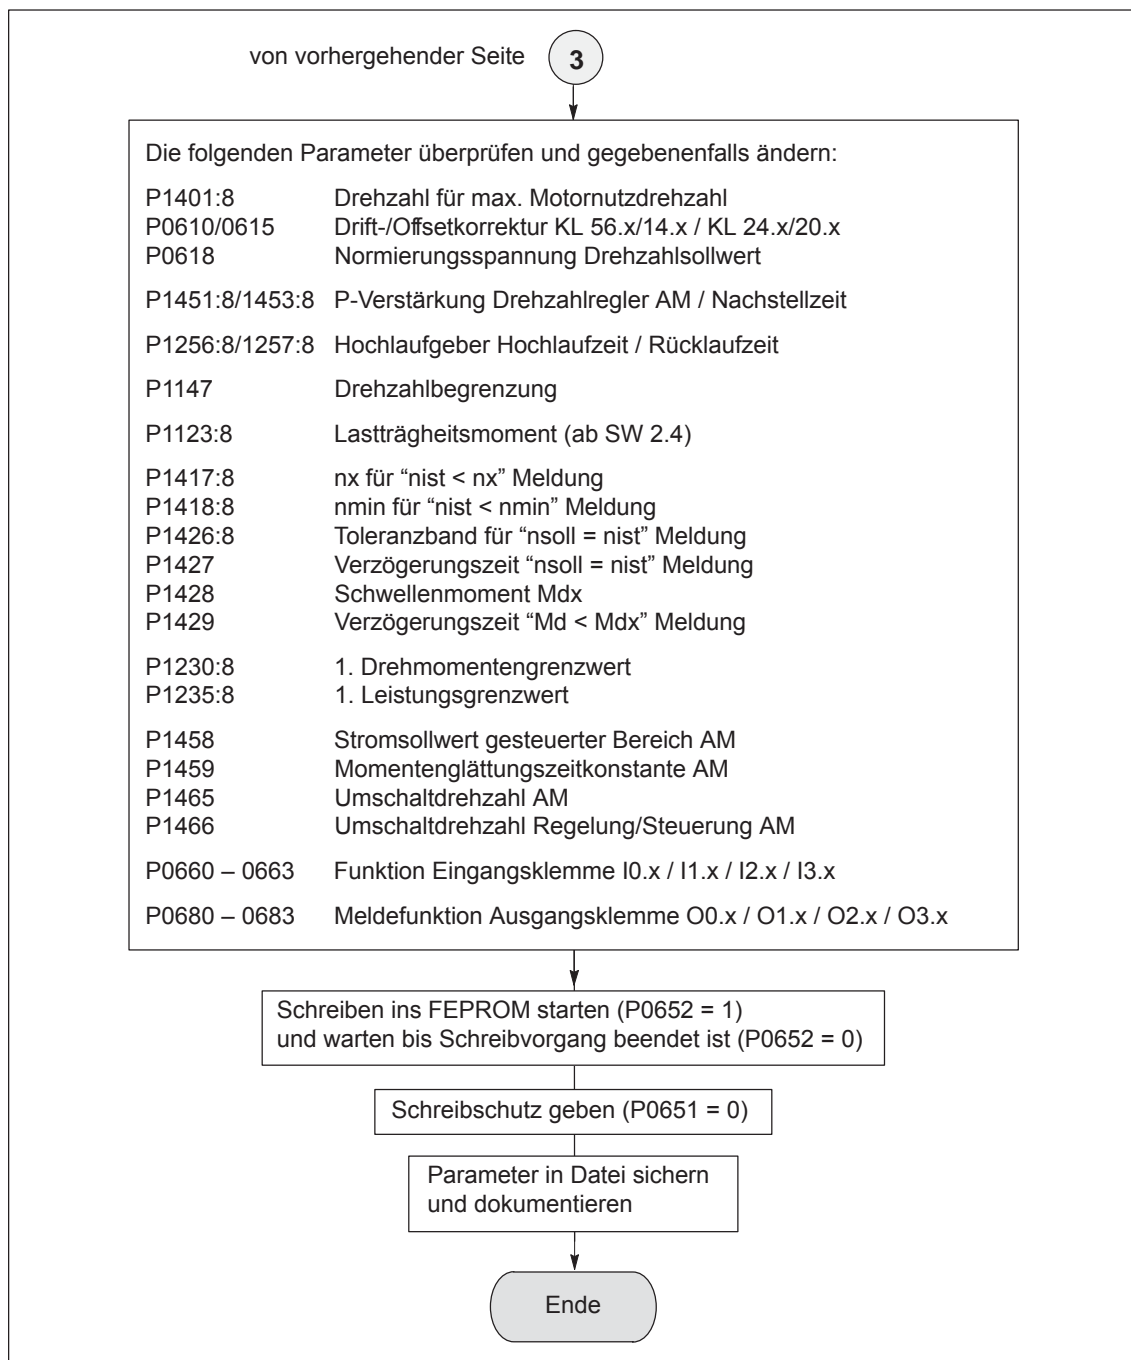 von vorhergehender Seite 3
Die folgenden Parameter überprüfen und gegebenenfalls ändern:
P1401:8 Drehzahl für max. Motornutzdrehzahl
P0610/0615 Drift-/Offsetkorrektur KL 56.x/14.x / KL 24.x/20.x
P0618 Normierungsspannung Drehzahlsollwert
P1451:8/1453:8 P-Verstärkung Drehzahlregler AM / Nachstellzeit
P1256:8/1257:8 Hochlaufgeber Hochlaufzeit / Rücklaufzeit
P1147 Drehzahlbegrenzung
P1123:8 Lastträgheitsmoment (ab SW 2.4)
P1417:8 nx für “nist < nx” Meldung
P1418:8 nmin für “nist < nmin” Meldung
P1426:8 Toleranzband für “nsoll = nist” Meldung
P1427 Verzögerungszeit “nsoll = nist” Meldung
P1428 Schwellenmoment Mdx
P1429 Verzögerungszeit “Md < Mdx” Meldung
P1230:8 1. Drehmomentengrenzwert
P1235:8 1. Leistungsgrenzwert
P1458 Stromsollwert gesteuerter Bereich AM
P1459 Momentenglättungszeitkonstante AM
P1465 Umschaltdrehzahl AM
P1466 Umschaltdrehzahl Regelung/Steuerung AM
P0660 – 0663 Funktion Eingangsklemme I0.x / I1.x / I2.x / I3.x
P0680 – 0683 Meldefunktion Ausgangsklemme O0.x / O1.x / O2.x / O3.x
Schreiben ins FEPROM starten (P0652 = 1)
und warten bis Schreibvorgang beendet ist (P0652 = 0)
Schreibschutz geben (P0651 = 0)
Parameter in Datei sichern
und dokumentieren
Ende